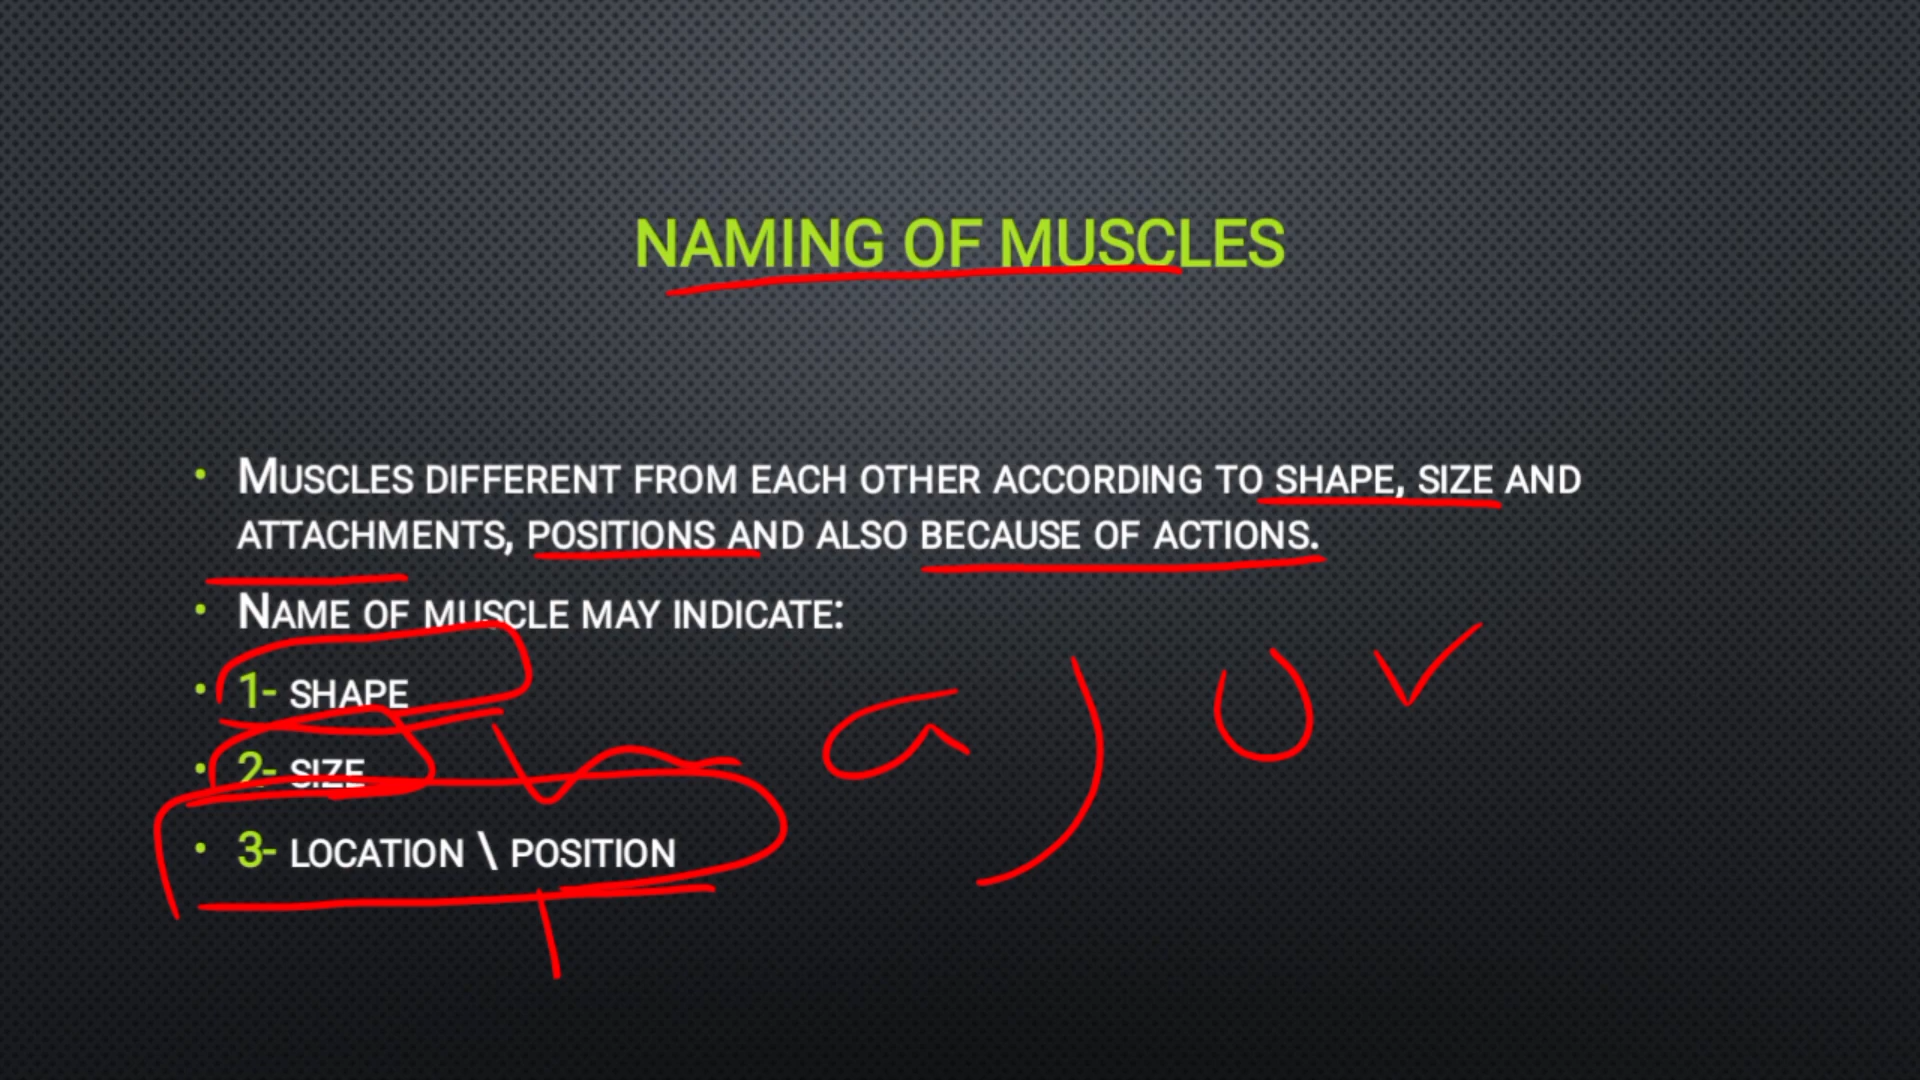 NAMING OF MUSCLES
• MUSCLES DIFFERENT FROM EACH OTHER ACCORDING TO SHAPE, SIZE AND
ATTACHMENTS, POSITIONS AND ALSO BECAUSE OF ACTIONS.
• NAME OF MUSCLE MAY INDICATE:
• 1- SHAPE
• 2- SIZE
• 3- LOCATION \ POSITION